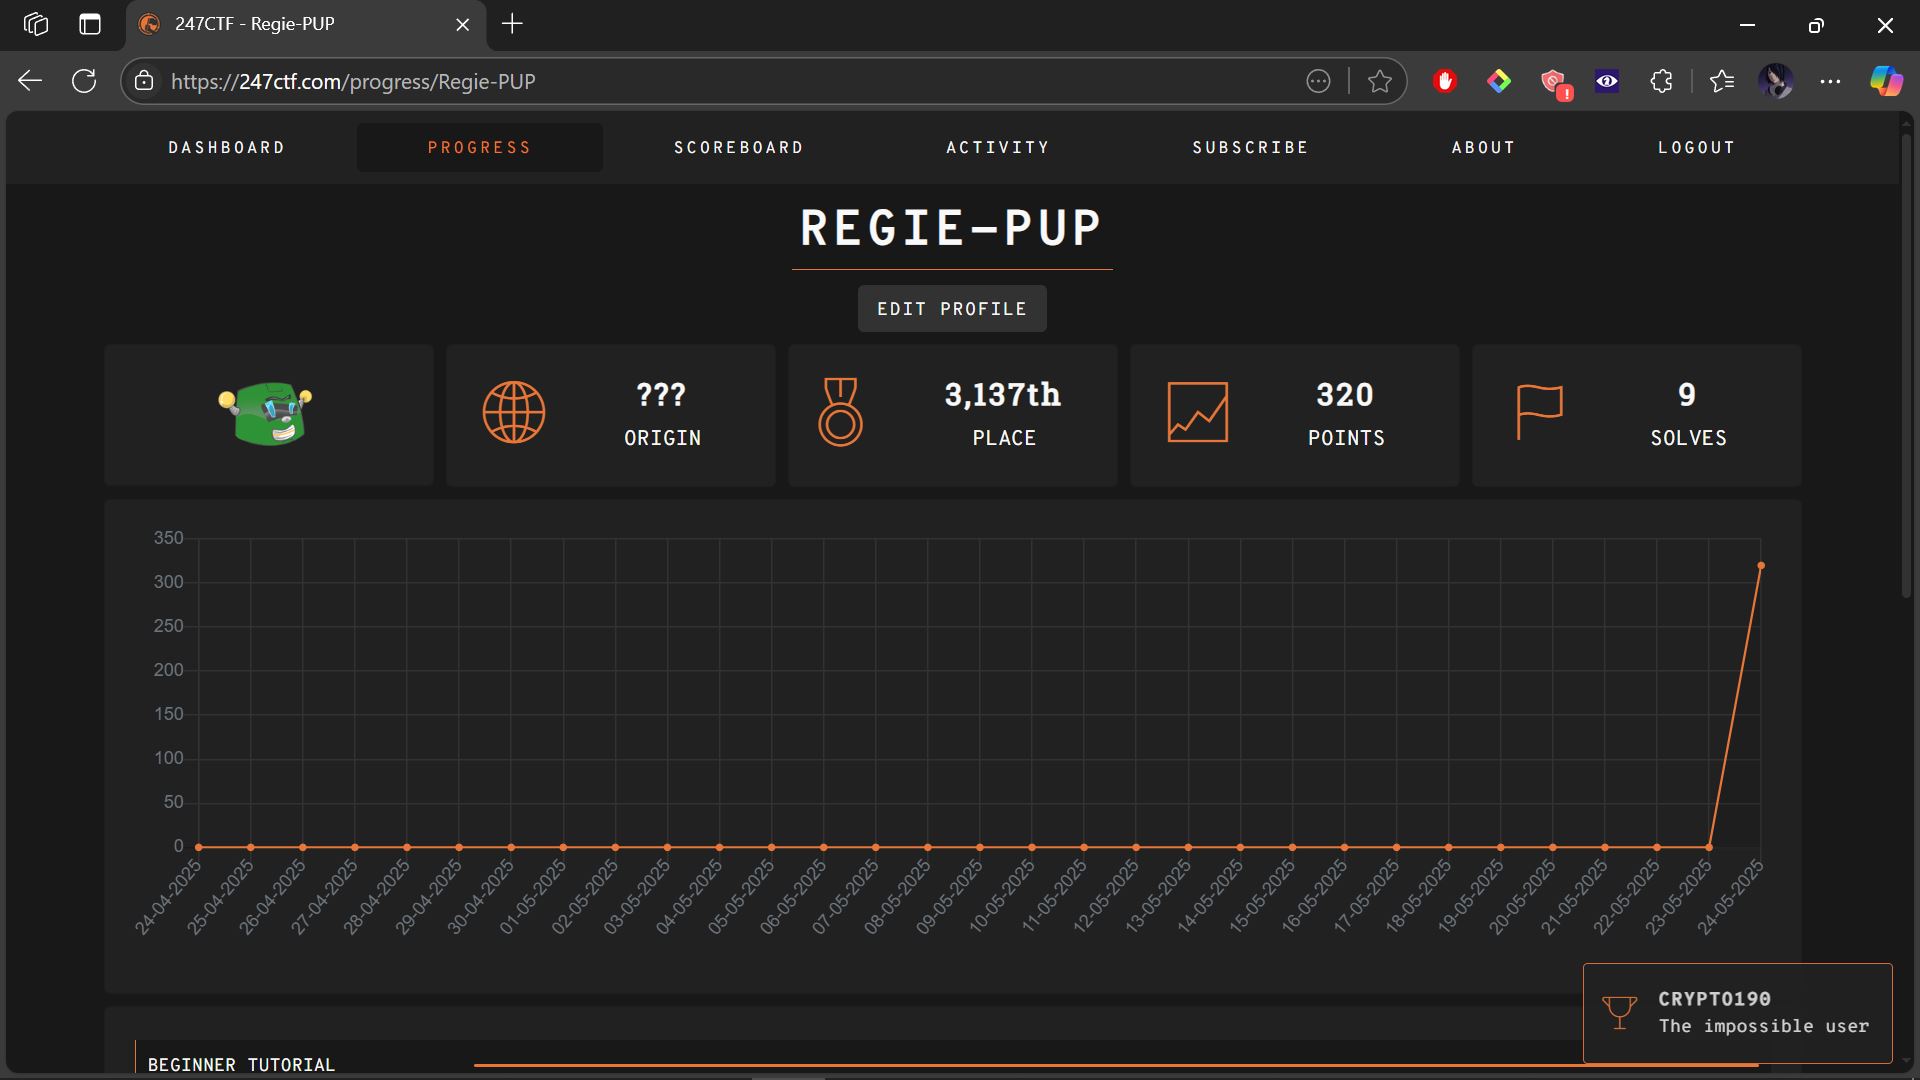 247CTF - Regie-PUP
https://247ctf.com/progress/Regie-PUP
DASHBOARD
PROGRESS
SCOREBOARD
ACTIVITY
SUBSCRIBE
ABOUT
LOGOUT
REGIE-PUP
EDIT PROFILE
???
ORIGIN
3,137th
PLACE
320
POINTS
9
SOLVES
350
300
250
200
150
100
50
0
24-04-2025
25-04-2025
26-04-2025
27-04-2025
28-04-2025
29-04-2025
30-04-2025
01-05-2025
02-05-2025
03-05-2025
04-05-2025
05-05-2025
06-05-2025
07-05-2025
08-05-2025
09-05-2025
10-05-2025
11-05-2025
12-05-2025
13-05-2025
14-05-2025
15-05-2025
16-05-2025
17-05-2025
18-05-2025
19-05-2025
20-05-2025
21-05-2025
22-05-2025
23-05-2025
24-05-2025
CRYPTO190
The impossible user
BEGINNER TUTORIAL